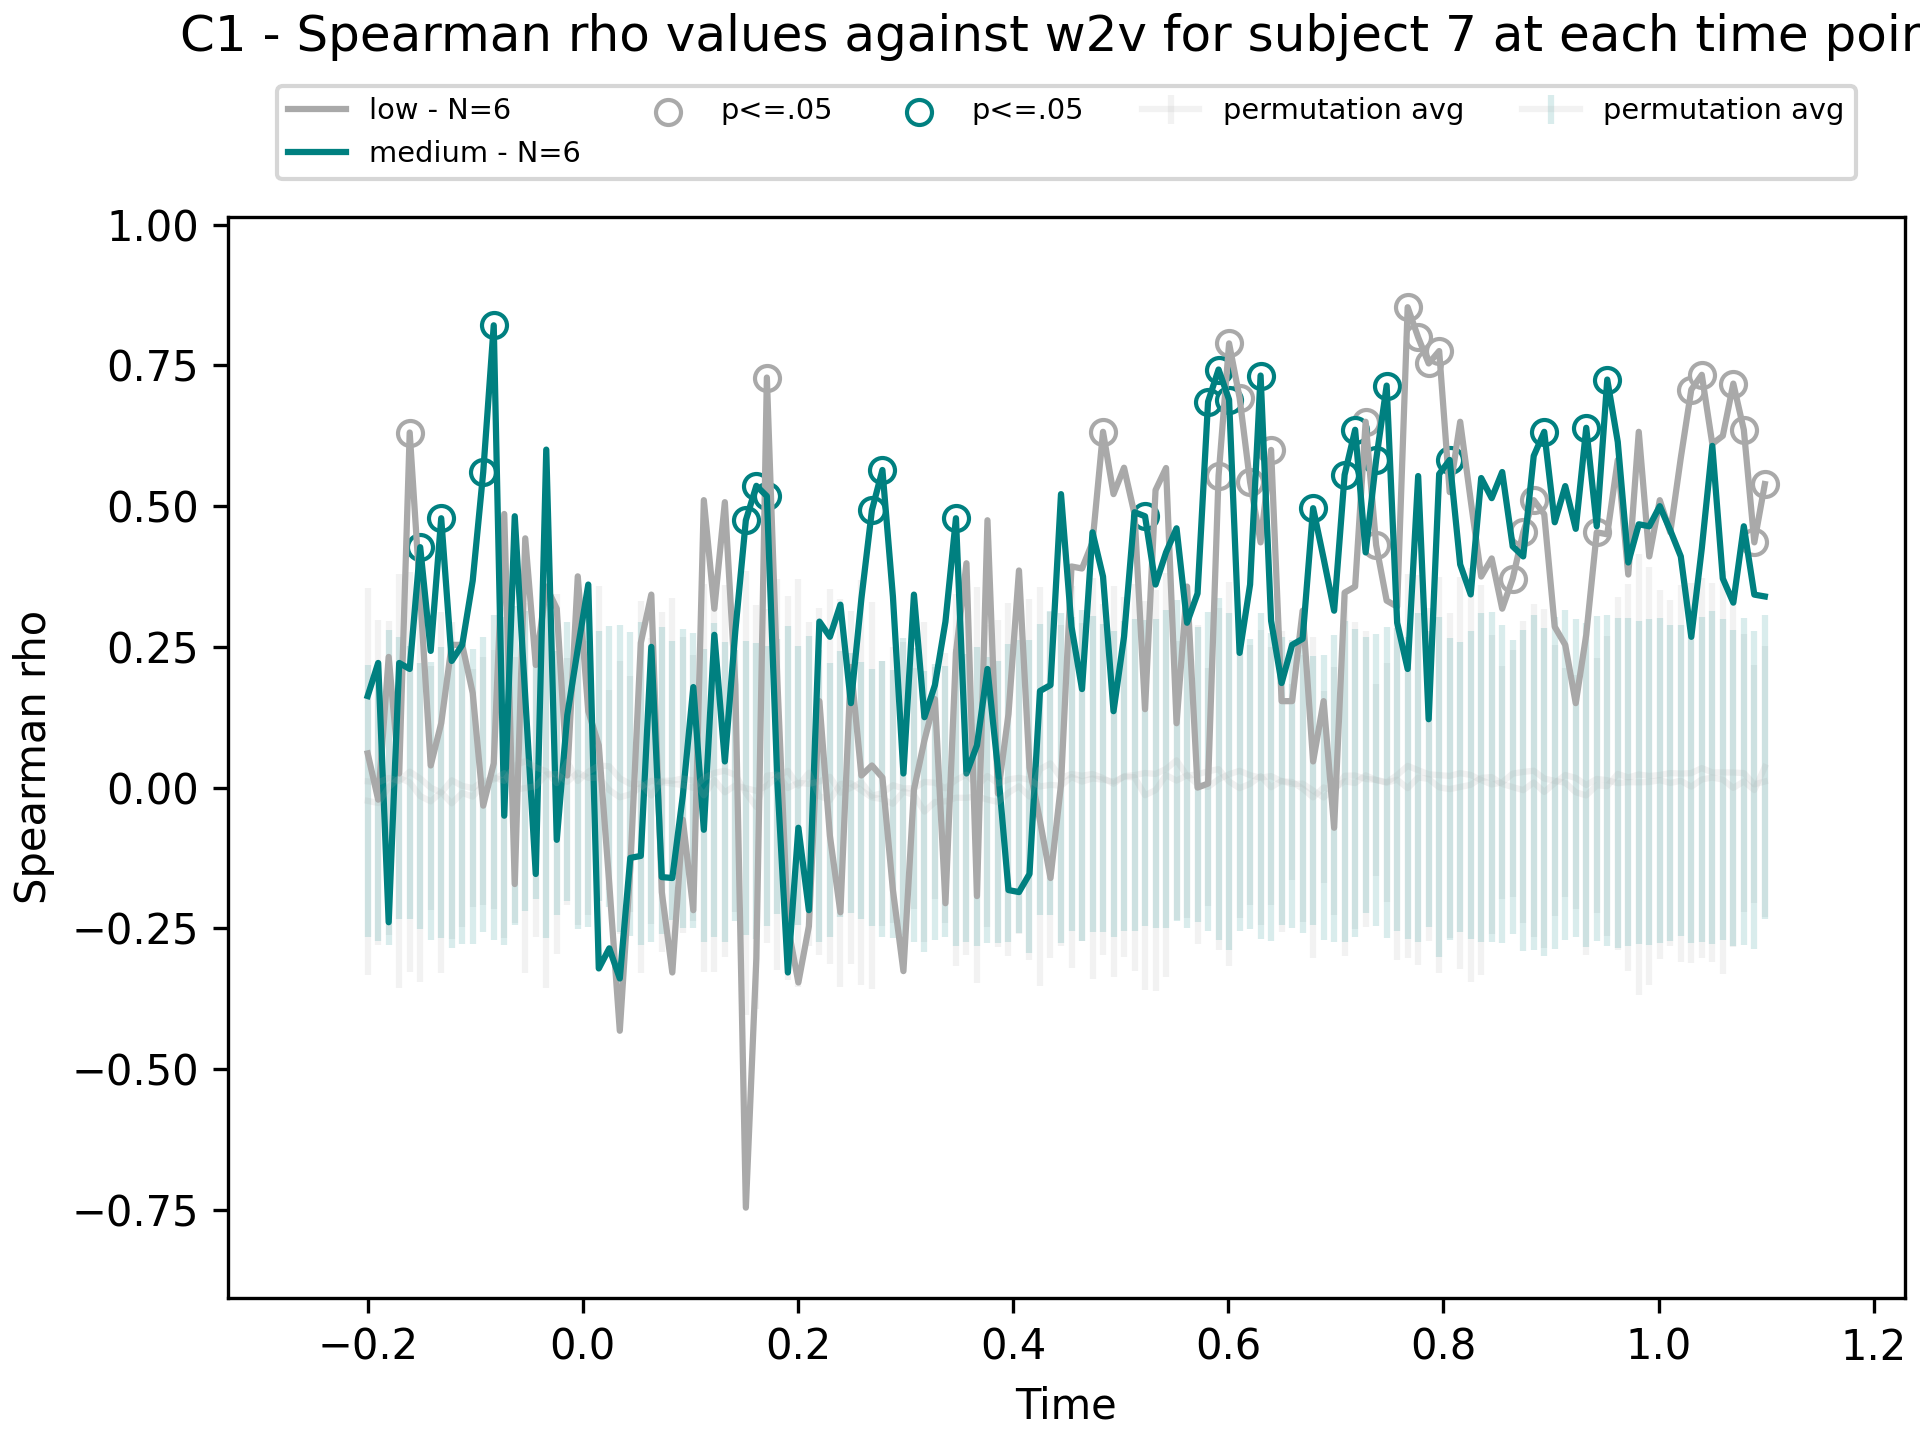 C1 - Spearman rho values against w2v for subject 7 at each time poin
low - N=6
medium - N=6
p<=.05
p<=.05
permutation avg
permutation avg
1.00
0.75
0.50
0.25
0.00
−0.25
−0.50
−0.75
Spearman rho
−0.2 0.0 0.2 0.4 0.6 0.8 1.0 1.2
Time